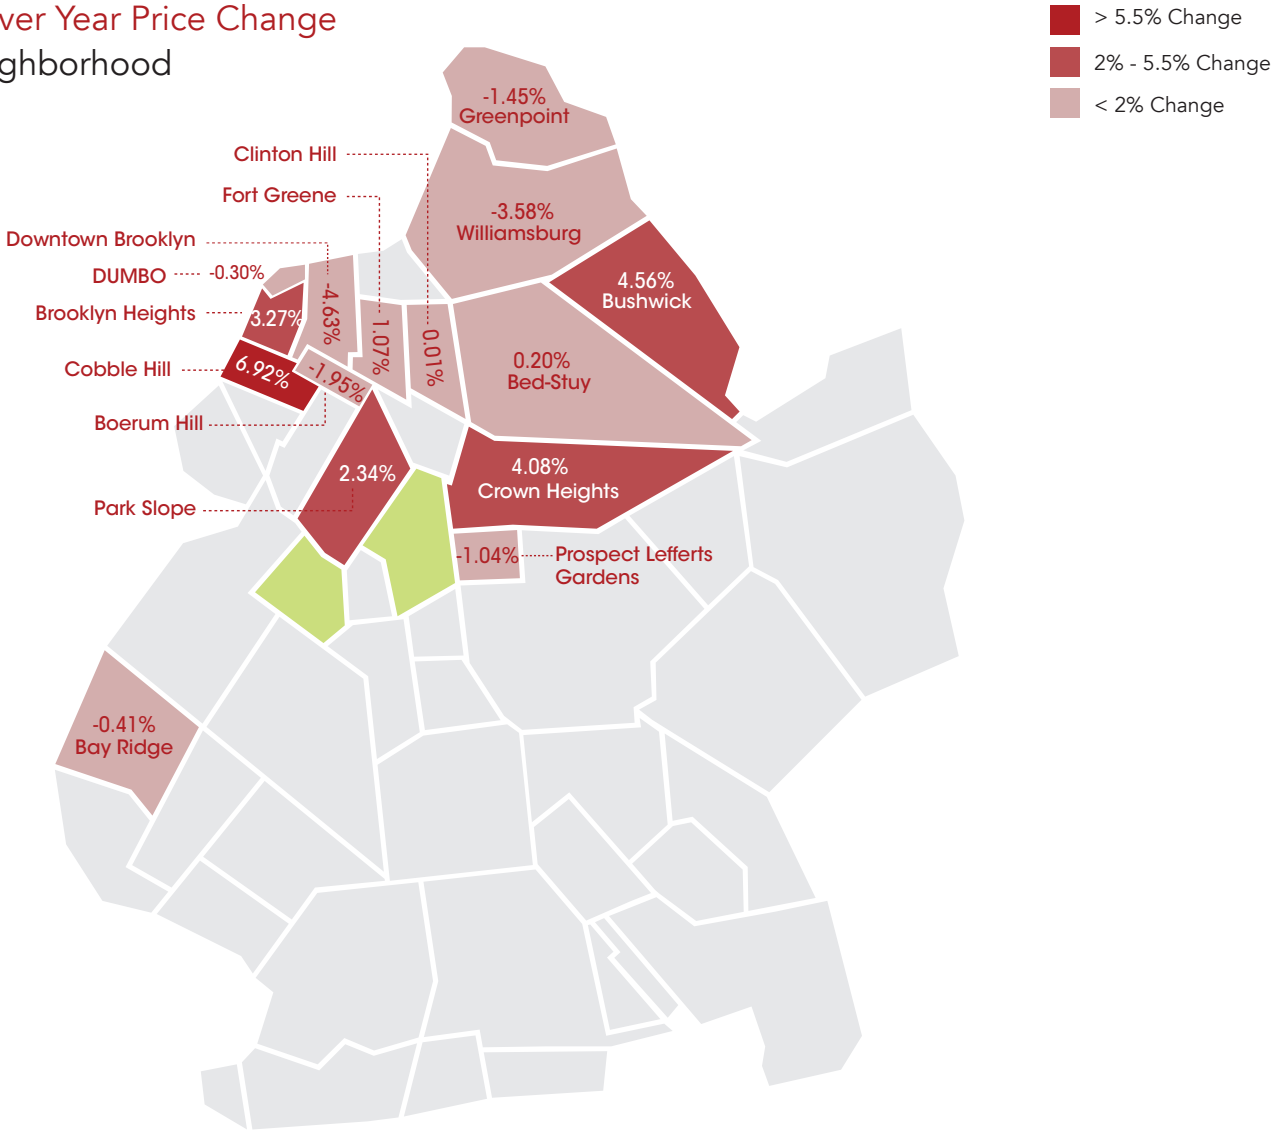 ver Year Price Change
ghborhood
> 5.5% Change
2% - 5.5% Change
< 2% Change
-1.45%
Greenpoint
Clinton Hill
Fort Greene
-3.58%
Williamsburg
Downtown Brooklyn
DUMBO
-0.30%
4.56%
Bushwick
Brooklyn Heights
3.27%
-4.63%
1.07%
0.01%
Cobble Hill
6.92%
-1.95%
0.20%
Bed-Stuy
Boerum Hill
2.34%
4.08%
Crown Heights
Park Slope
-1.04%
Prospect Lefferts
Gardens
-0.41%
Bay Ridge